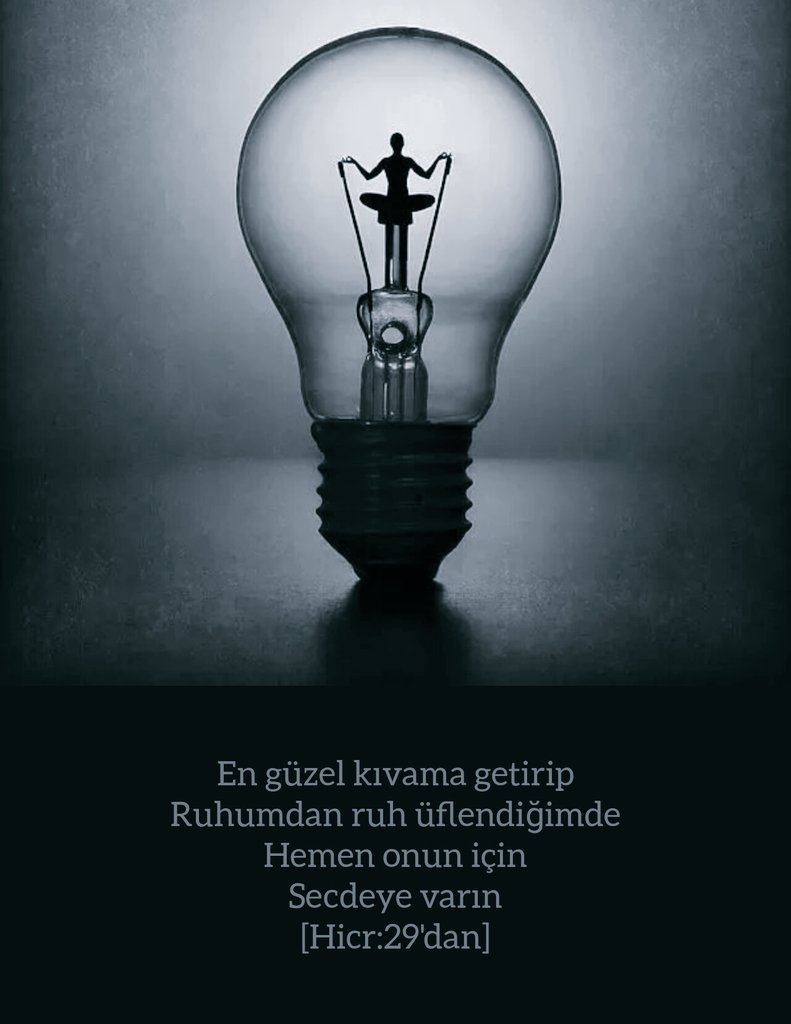 En güzel kıvama getirip
Ruhumdan ruh üflendiğimde
Hemen onun için
Secdeye varın
[Hicr:29'dan]